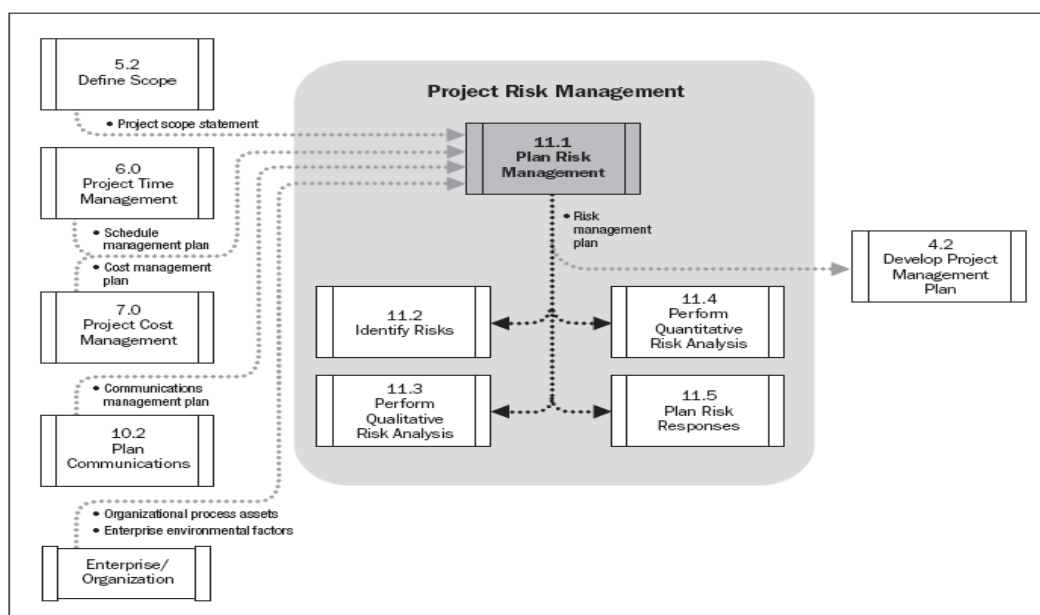 5.2
Define Scope
• Project scope statement
6.0
Project Time
Management
• Schedule
management plan
• Cost management
plan
7.0
Project Cost
Management
• Communications
management plan
10.2
Plan
Communications
• Organizational process assets
• Enterprise environmental factors
Enterprise/
Organization
Project Risk Management
11.1
Plan Risk
Management
• Risk
management
plan
11.2
Identify Risks
11.4
Perform
Quantitative
Risk Analysis
11.3
Perform
Qualitative
Risk Analysis
11.5
Plan Risk
Responses
4.2
Develop Project
Management
Plan